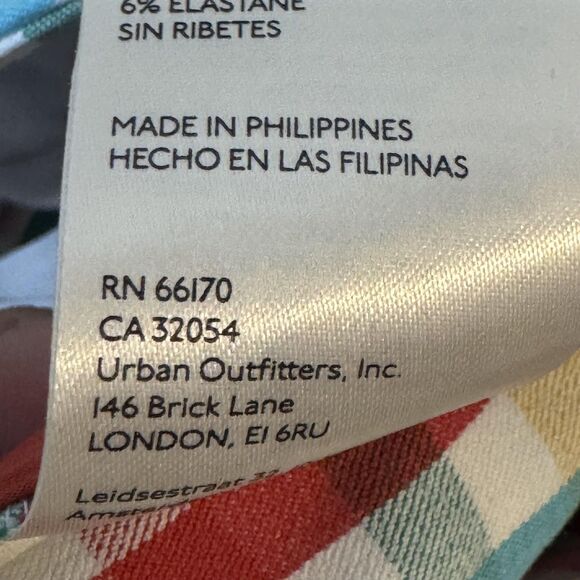 6% ELASTANE
SIN RIBETES
MADE IN PHILIPPINES
HECHO EN LAS FILIPINAS
RN 66170
CA 32054
Urban Outfitters, Inc.
146 Brick Lane
LONDON, E1 6RU
Leidsestraat